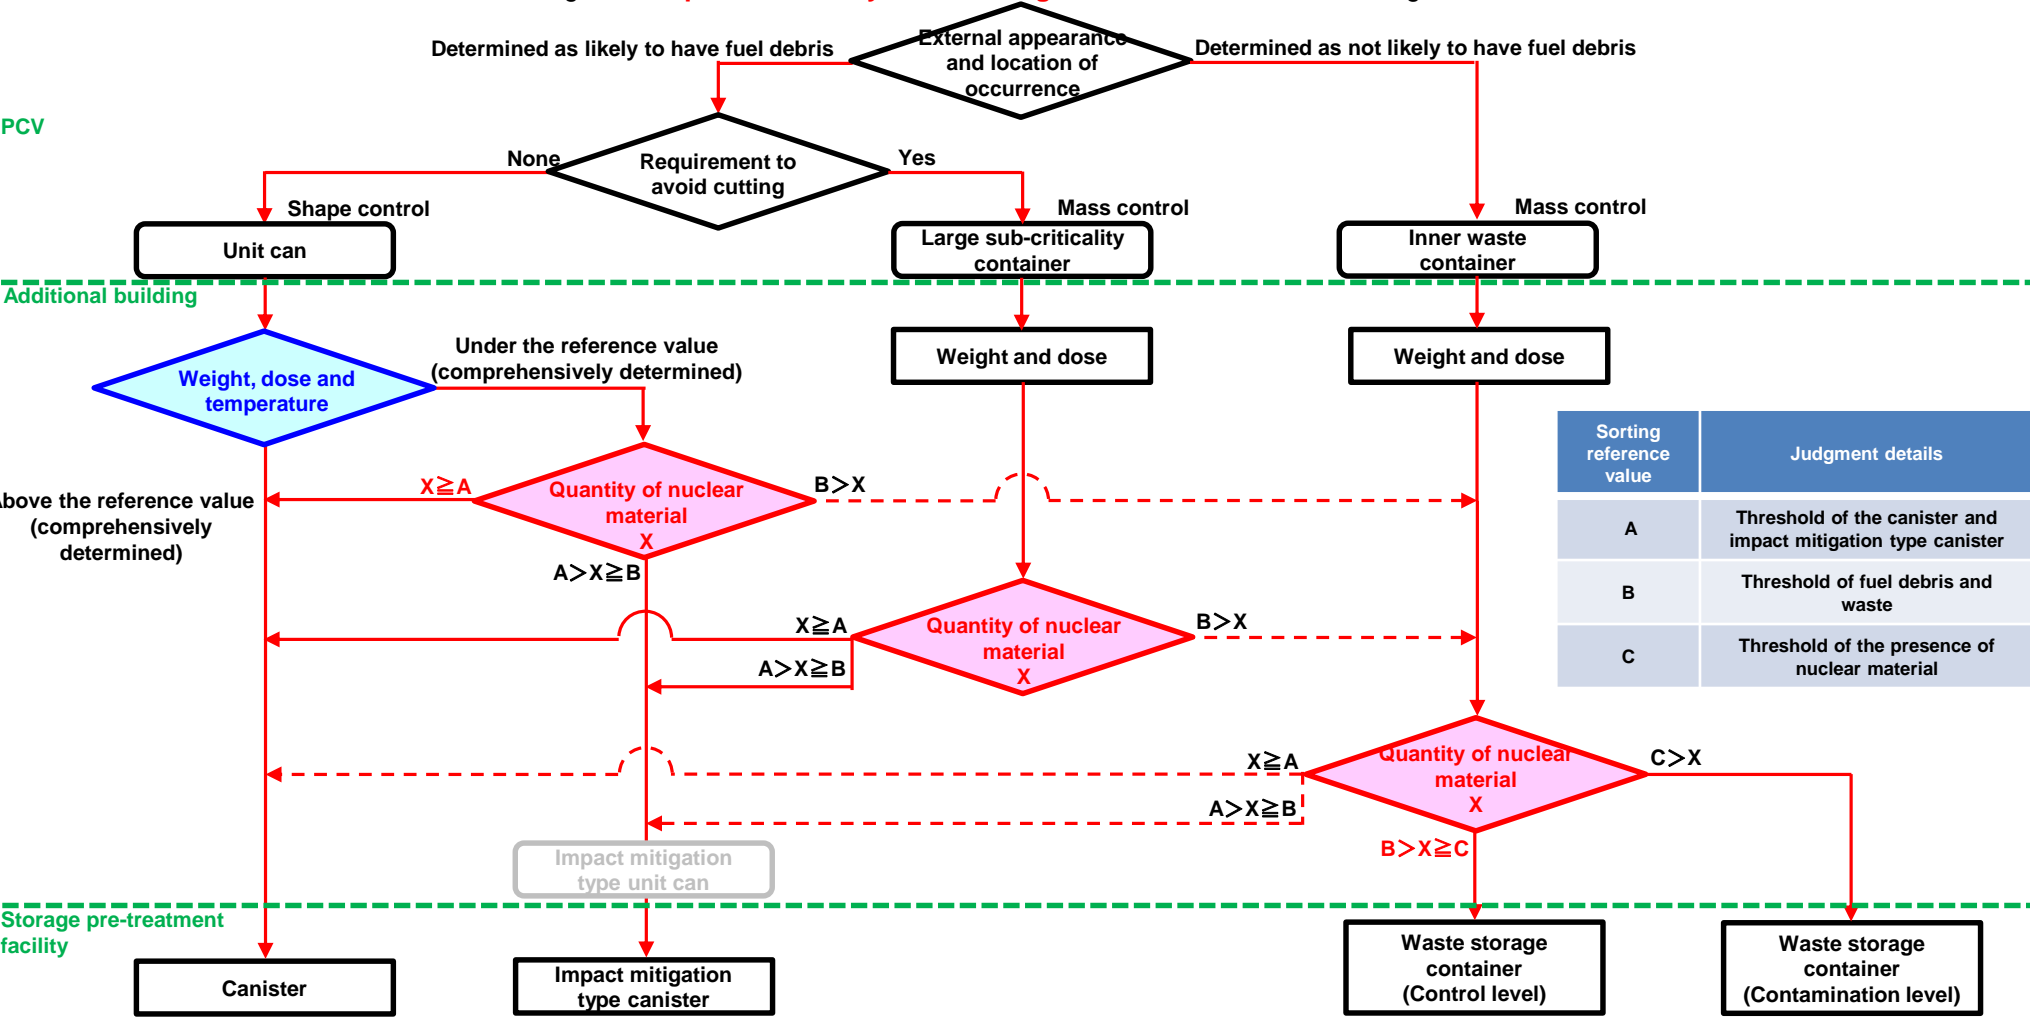 Determined as likely to have fuel debris
External appearance
and location of
occurrence
Determined as not likely to have fuel debris
PCV
None
Requirement to
avoid cutting
Yes
Shape control
Mass control
Mass control
Unit can
Large sub-criticality
container
Inner waste
container
Additional building
Weight, dose and
temperature
Under the reference value
(comprehensively determined)
Weight and dose
Weight and dose
Above the reference value
(comprehensively
determined)
X≧A
Quantity of nuclear
material
X
B>X
A>X≧B
Sorting
reference
value
Judgment details
A
Threshold of the canister and
impact mitigation type canister
B
Threshold of fuel debris and
waste
C
Threshold of the presence of
nuclear material
X≧A
A>X≧B
Quantity of nuclear
material
X
B>X
X≧A
A>X≧B
Quantity of nuclear
material
X
C>X
B>X≧C
Impact mitigation
type unit can
Storage pre-treatment
facility
Canister
Impact mitigation
type canister
Waste storage
container
(Control level)
Waste storage
container
(Contamination level)